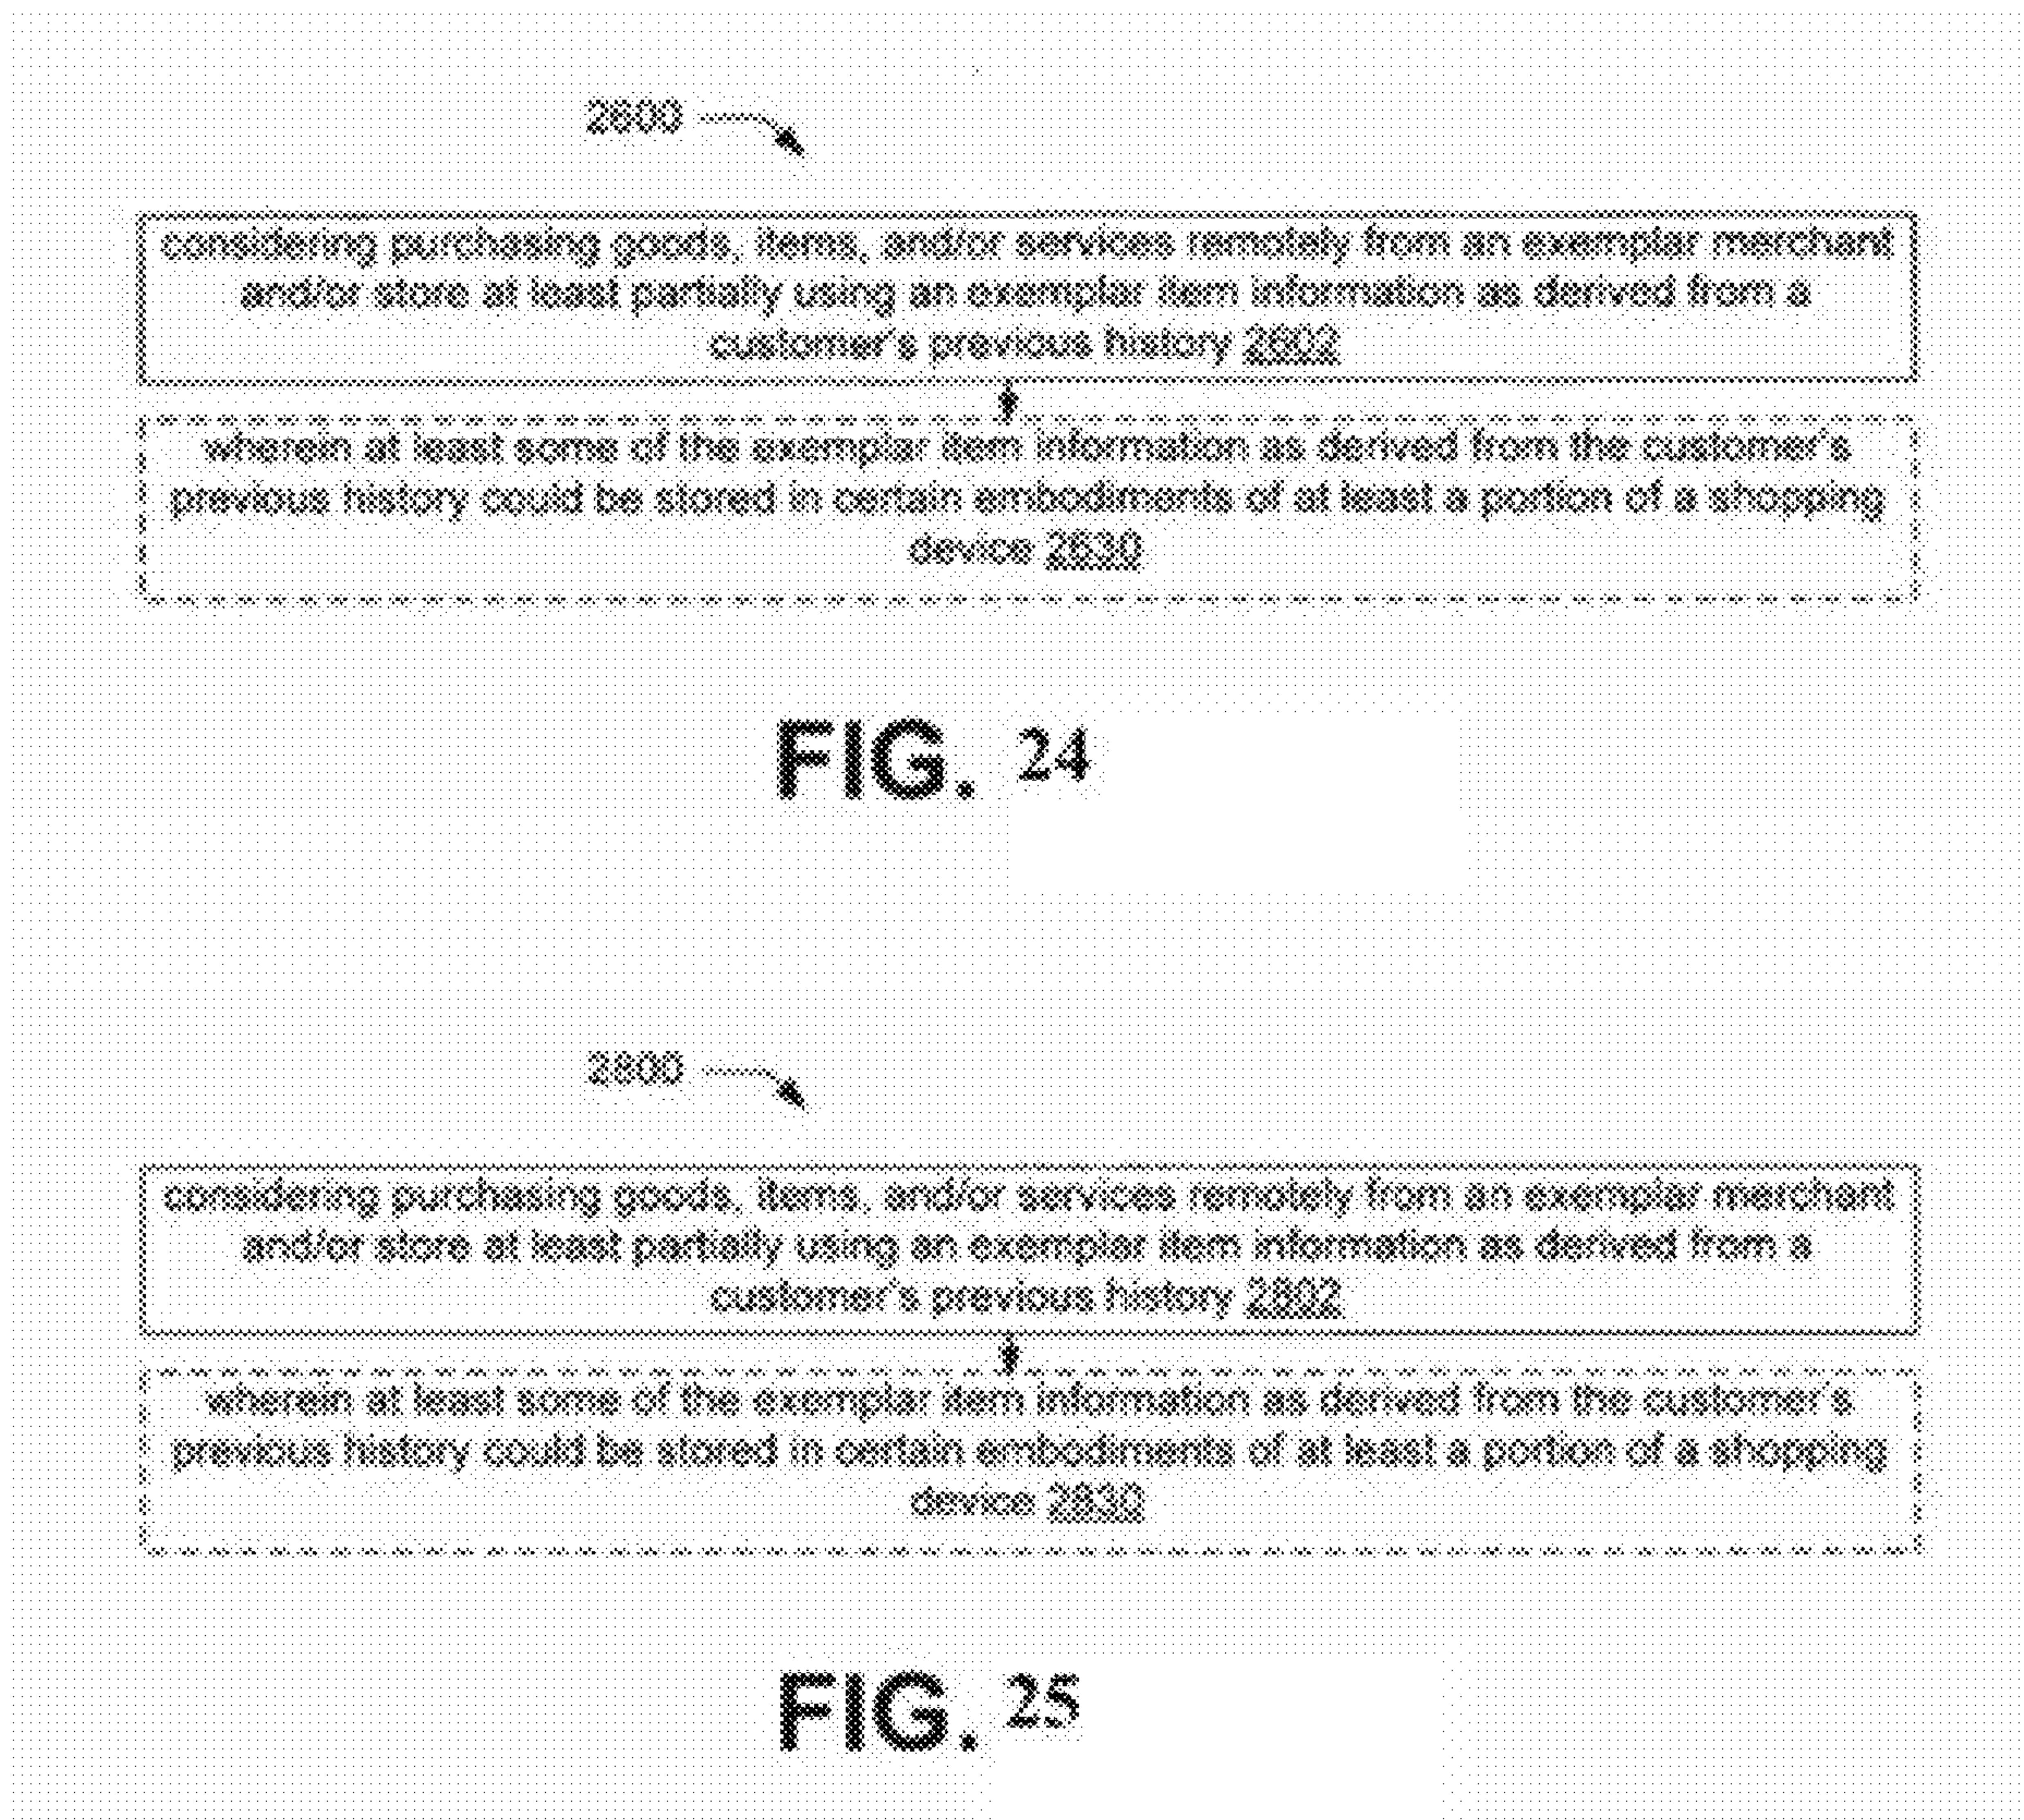 2600
considering purchasing goods, items, and/or services remotely from an exemplar merchant
and/or store at least partially using an exemplar item information as derived from a
customer's previous history 2602
wherein at least some of the exemplar item information as derived from the customer's
previous history could be stored in certain embodiments of at least a portion of a shopping
device 2630
FIG. 24
2800
considering purchasing goods, items, and/or services remotely from an exemplar merchant
and/or store at least partially using an exemplar item information as derived from a
customer's previous history 2802
wherein at least some of the exemplar item information as derived from the customer's
previous history could be stored in certain embodiments of at least a portion of a shopping
device 2830
FIG. 25